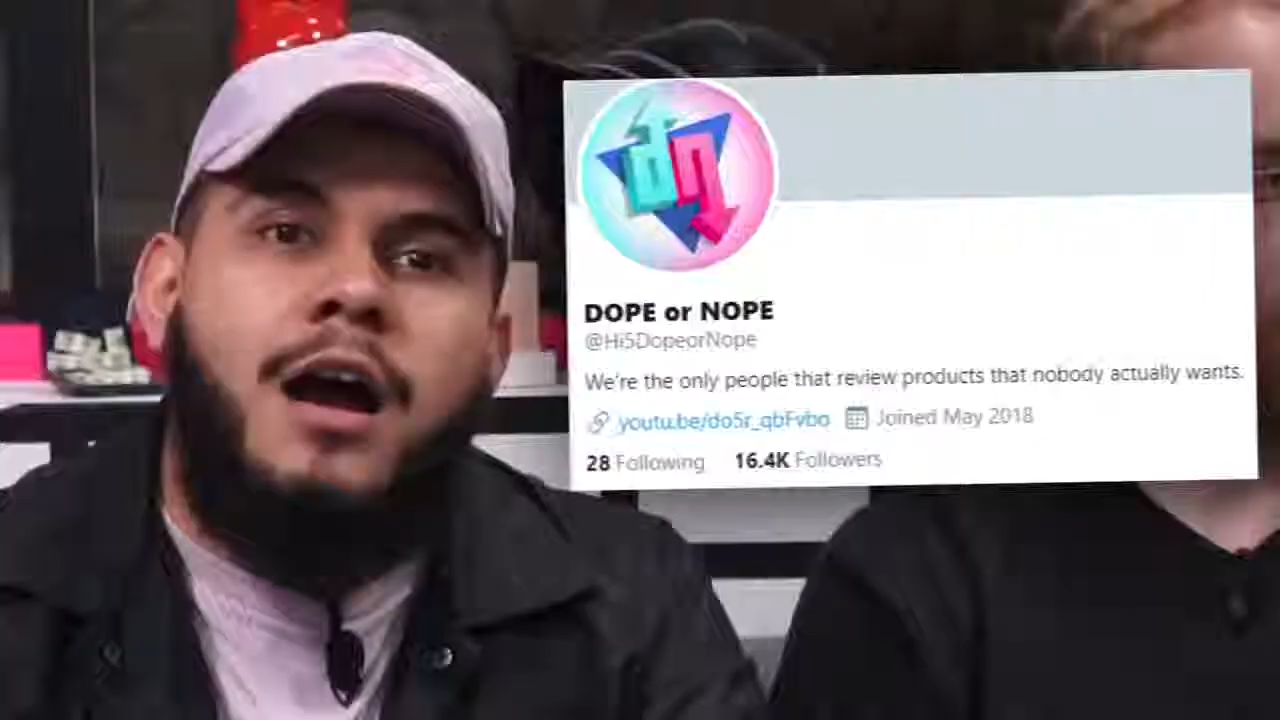 dn
DOPE or NOPE
@Hi5DopeorNope
We're the only people that review products that nobody actually wants.
youtu.be/do5r_qbFvbo Joined May 2018
28 Following 16.4K Followers